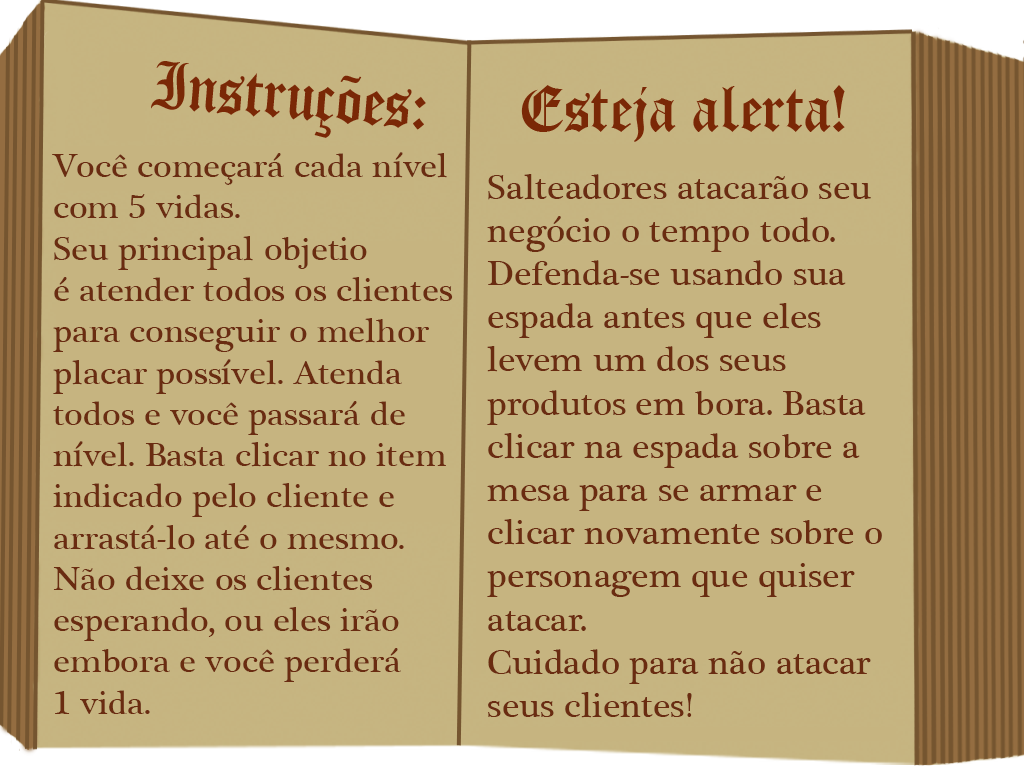 Instruções:
Você começará cada nível
com 5 vidas.
Seu principal objetio
é atender todos os clientes
para conseguir o melhor
placar possível. Atenda
todos e você passará de
nível. Basta clicar no item
indicado pelo cliente e
arrastá-lo até o mesmo.
Não deixe os clientes
esperando, ou eles irão
embora e você perderá
1 vida.
Esteja alerta!
Salteadores atacarão seu
negócio o tempo todo.
Defenda-se usando sua
espada antes que eles
levem um dos seus
produtos em bora. Basta
clicar na espada sobre a
mesa para se armar e
clicar novamente sobre o
personagem que quiser
atacar.
Cuidado para não atacar
seus clientes!